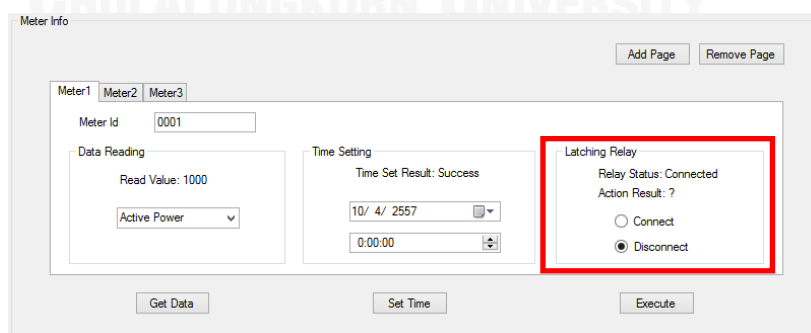 CHULALONGKORN UNIVERSITY
Meter Info
Add Page Remove Page
Meter1 Meter2 Meter3
Meter Id 0001
Data Reading
Read Value: 1000
Active Power
Time Setting
Time Set Result: Success
10/ 4/ 2557
0:00:00
Latching Relay
Relay Status: Connected
Action Result: ?
Connect
Disconnect
Get Data Set Time Execute